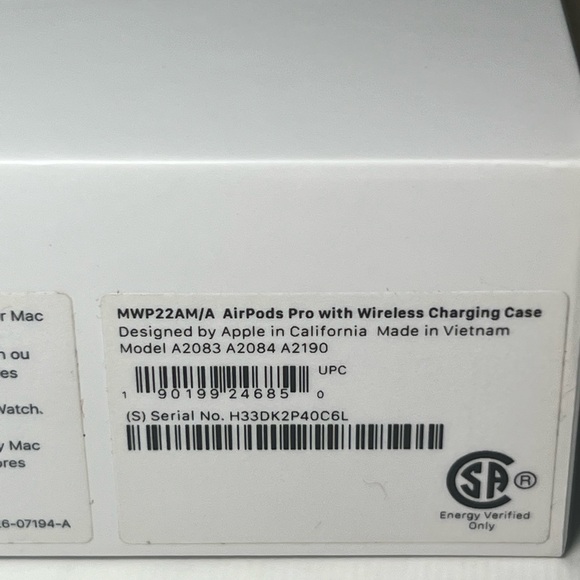 r Mac
n ou
es
Watch.
y Mac
res
6-07194-A
MWP22AM/A AirPods Pro with Wireless Charging Case
Designed by Apple in California Made in Vietnam
Model A2083 A2084 A2190
UPC
1 90199 24685 0
(S) Serial No. H33DK2P40C6L
SA ®
Energy Verified
Only